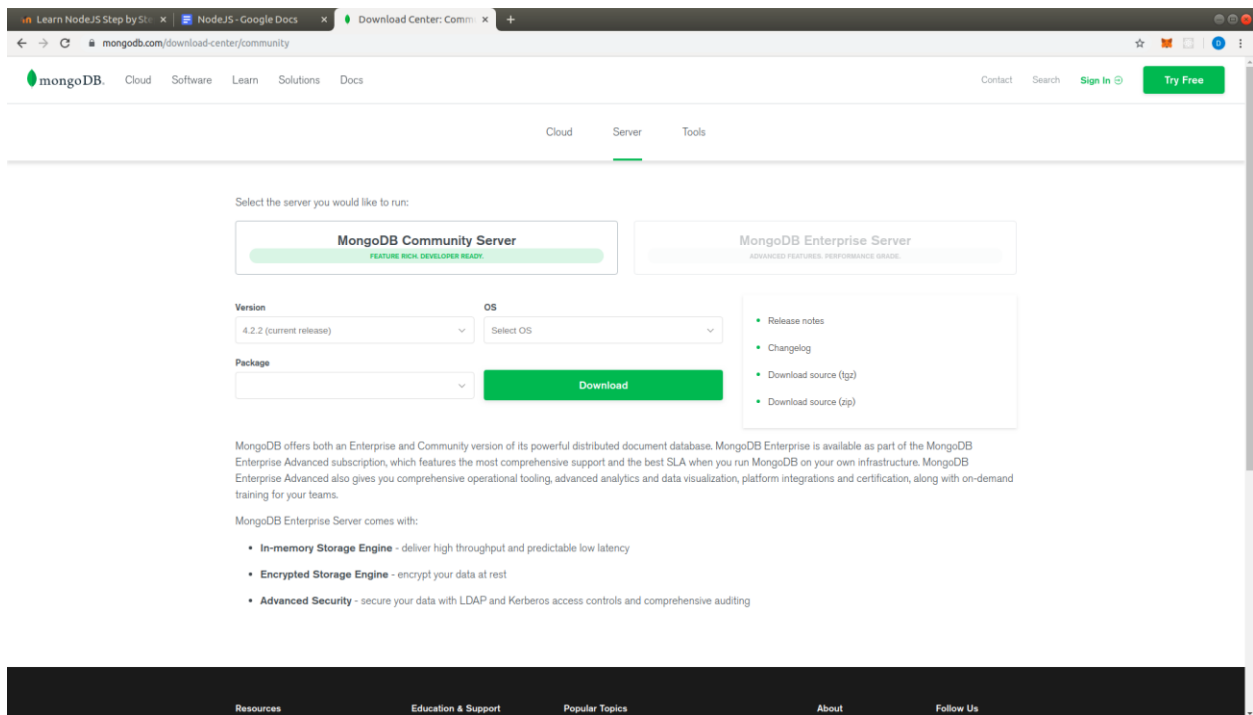 Learn NodeJS Step by Ste
NodeJS - Google Docs
Download Center: Comm
mongodb.com/download-center/community
D
mongoDB.
Cloud
Software
Learn
Solutions
Docs
Contact
Search
Sign In
Try Free
Cloud
Server
Tools
Select the server you would like to run:
MongoDB Community Server
FEATURE RICH. DEVELOPER READY.
MongoDB Enterprise Server
ADVANCED FEATURES. PERFORMANCE GRADE.
Version
OS
4.2.2 (current release)
Select OS
Package
Download
• Release notes
• Changelog
• Download source (tgz)
• Download source (zip)
MongoDB offers both an Enterprise and Community version of its powerful distributed document database. MongoDB Enterprise is available as part of the MongoDB
Enterprise Advanced subscription, which features the most comprehensive support and the best SLA when you run MongoDB on your own infrastructure. MongoDB
Enterprise Advanced also gives you comprehensive operational tooling, advanced analytics and data visualization, platform integrations and certification, along with on-demand
training for your teams.
MongoDB Enterprise Server comes with:
• In-memory Storage Engine - deliver high throughput and predictable low latency
• Encrypted Storage Engine - encrypt your data at rest
• Advanced Security - secure your data with LDAP and Kerberos access controls and comprehensive auditing
Resources
Education & Support
Popular Topics
About
Follow Us